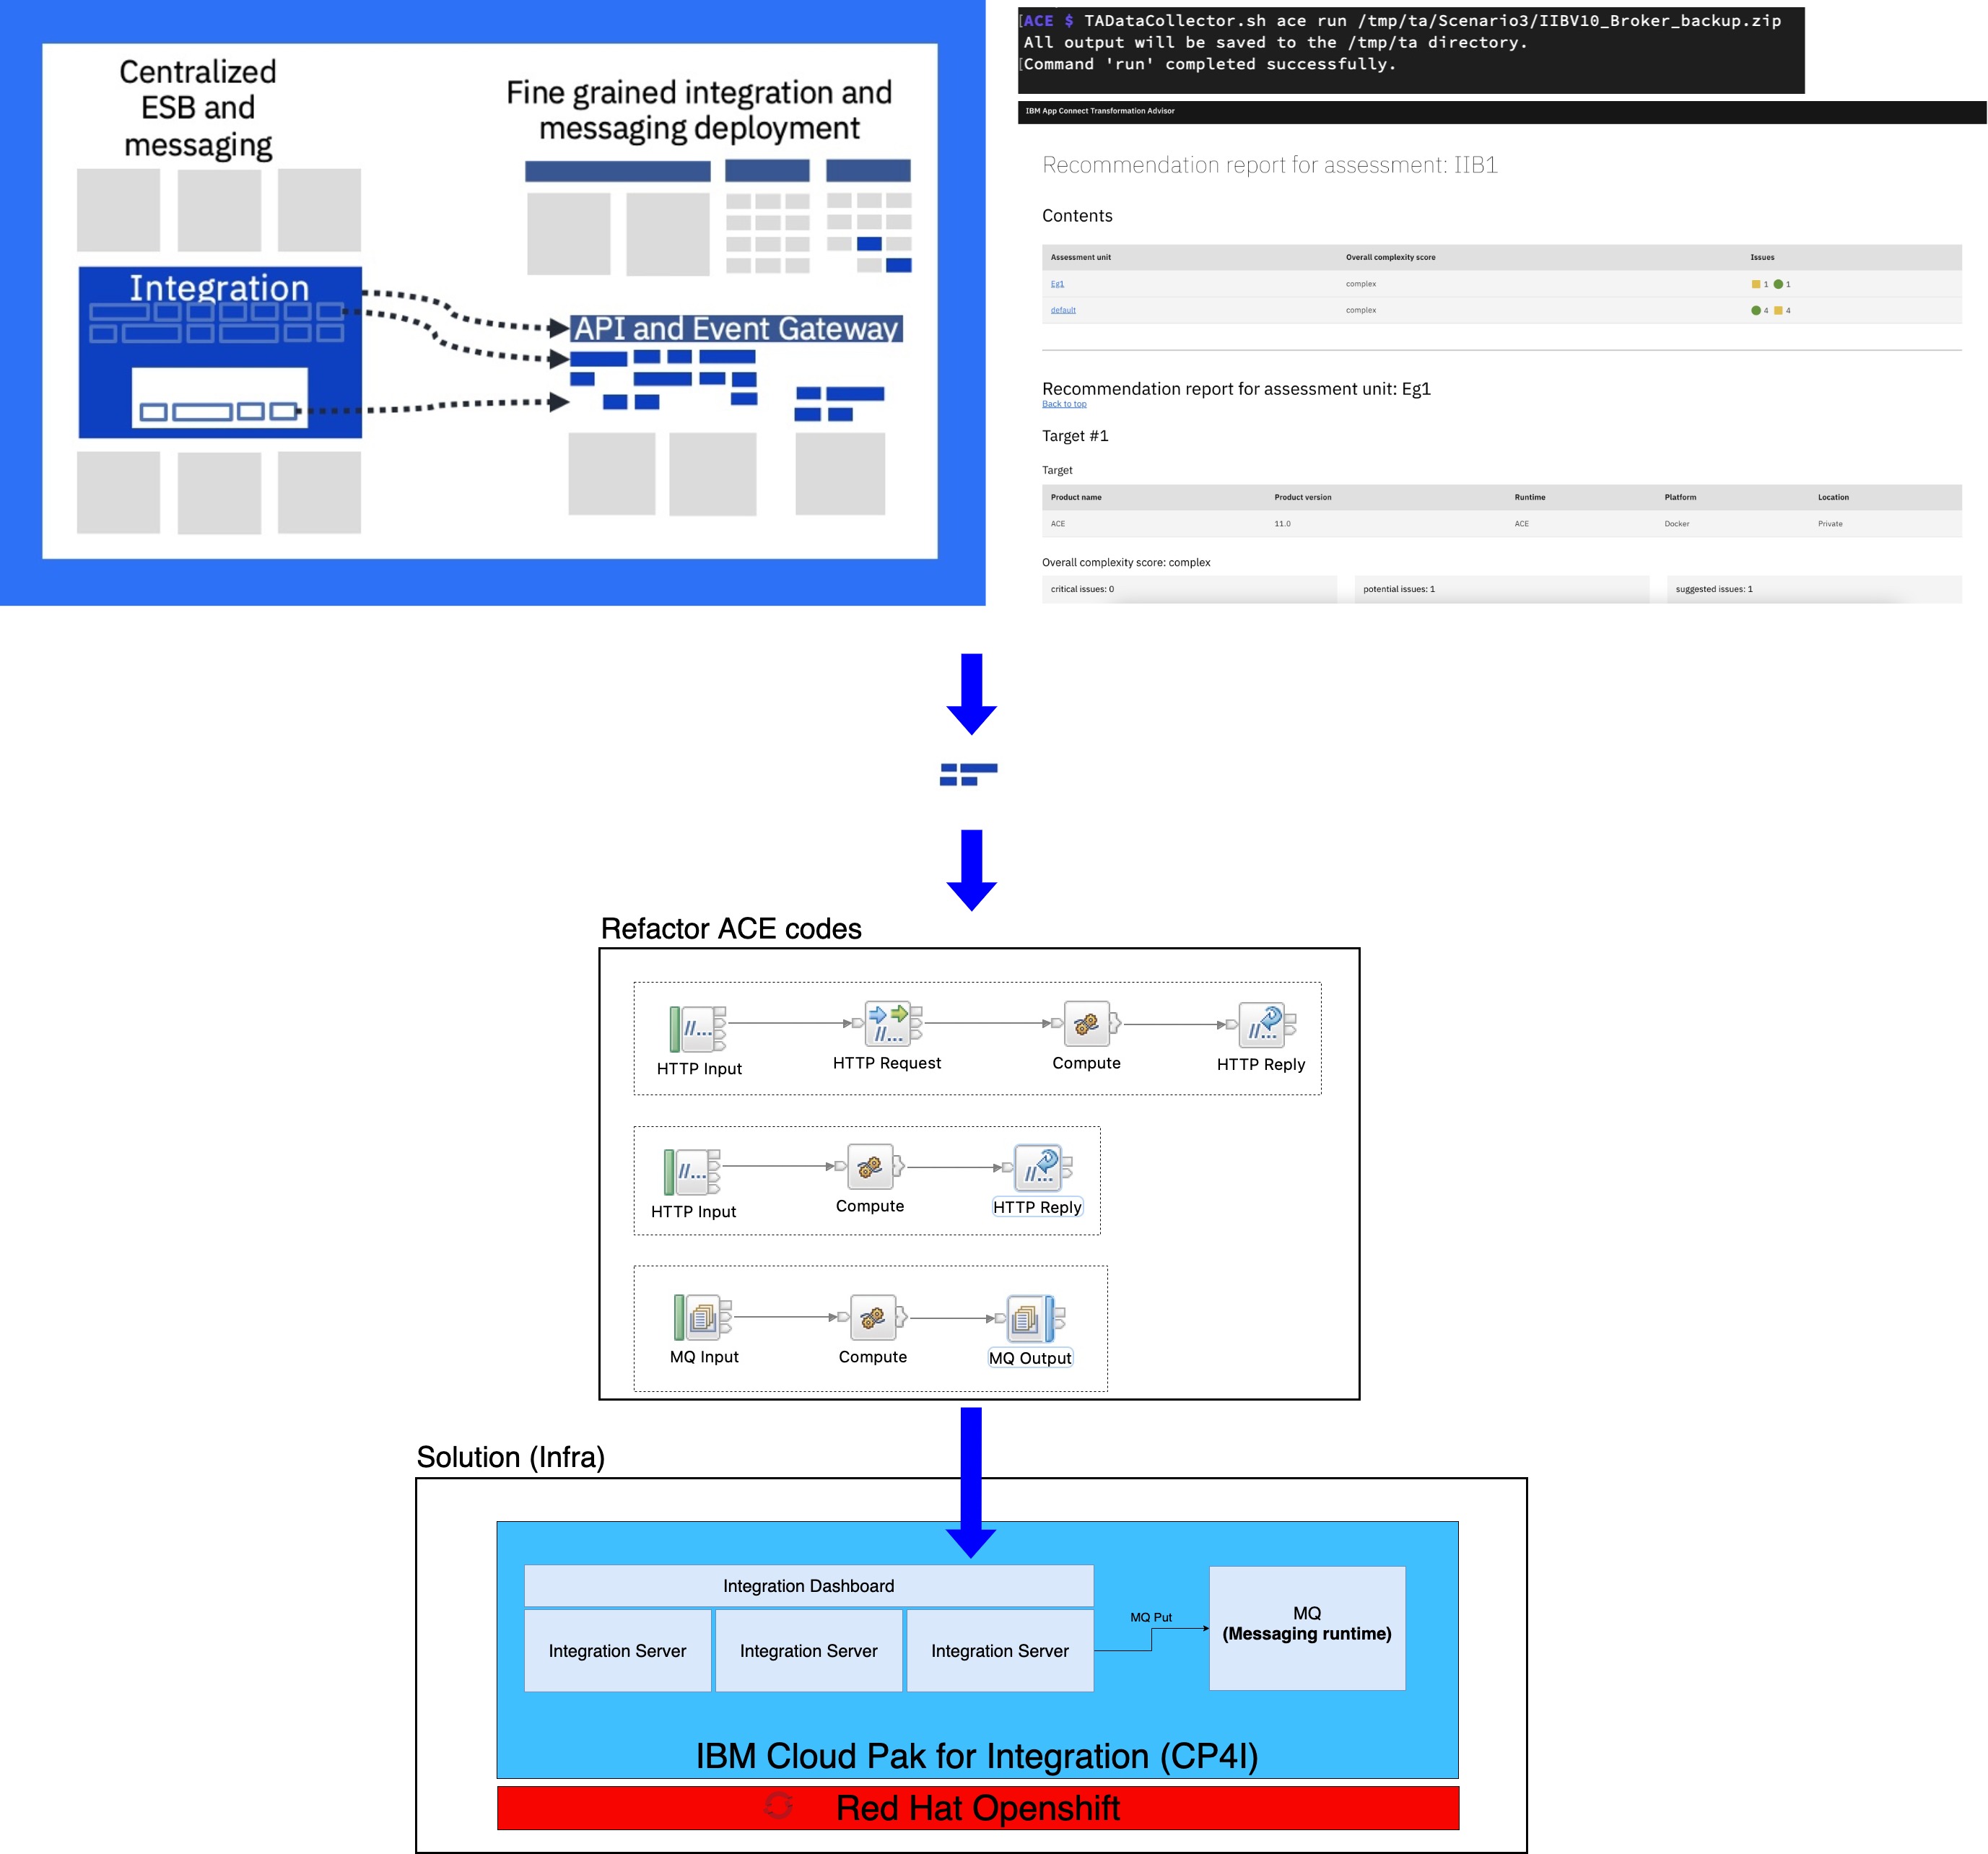 Centralized
ESB and
messaging
Fine grained integration and
messaging deployment
Integration
API and Event Gateway
[ACE $ TADataCollector.sh ace run /tmp/ta/Scenario3/IIBV10_Broker_backup.zip
All output will be saved to the /tmp/ta directory.
[Command 'run' completed successfully.
IBM App Connect Transformation Advisor
Recommendation report for assessment: IIB1
Contents
Assessment unit Overall complexity score Issues
Eg1 complex 1 1
default complex 4 4
Recommendation report for assessment unit: Eg1
Back to top
Target #1
Target
Product name Product version Runtime Platform Location
ACE 11.0 ACE Docker Private
Overall complexity score: complex
critical issues: 0 potential issues: 1 suggested issues: 1
Refactor ACE codes
//... //... //...
HTTP Input HTTP Request Compute HTTP Reply
//... //...
HTTP Input Compute HTTP Reply
MQ Input Compute MQ Output
Solution (Infra)
Integration Dashboard
Integration Server Integration Server Integration Server
MQ Put
MQ
(Messaging runtime)
IBM Cloud Pak for Integration (CP4I)
Red Hat Openshift